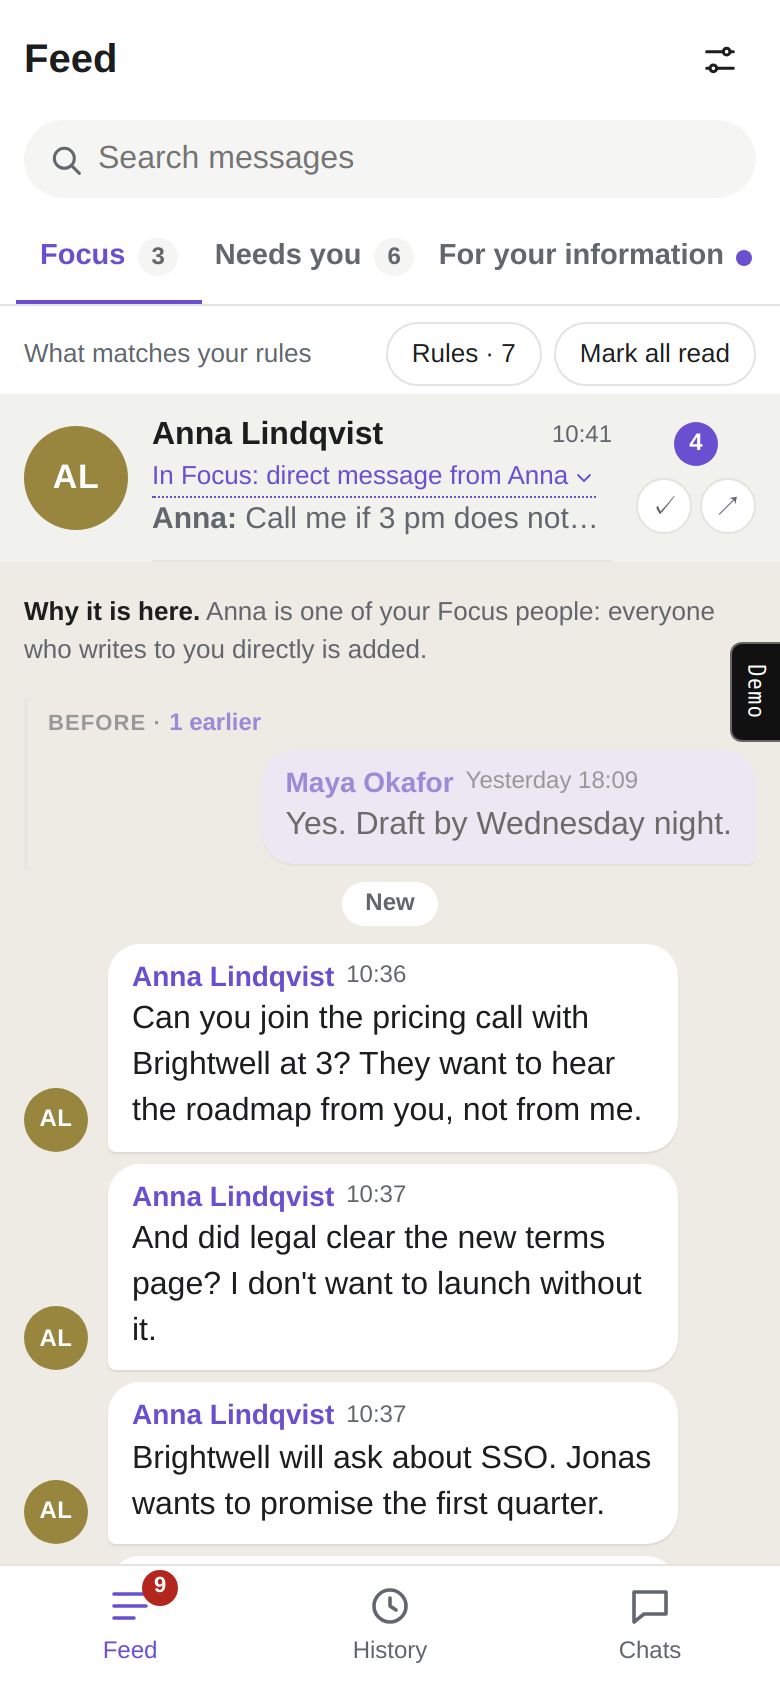 Feed
Search messages
Focus 3 Needs you 6 For your information
What matches your rules Rules · 7 Mark all read
AL Anna Lindqvist 10:41 4
In Focus: direct message from Anna
Anna: Call me if 3 pm does not…
Why it is here. Anna is one of your Focus people: everyone
who writes to you directly is added.
Demo
BEFORE · 1 earlier
Maya Okafor Yesterday 18:09
Yes. Draft by Wednesday night.
New
Anna Lindqvist 10:36
Can you join the pricing call with
Brightwell at 3? They want to hear
the roadmap from you, not from me.
AL
Anna Lindqvist 10:37
And did legal clear the new terms
page? I don't want to launch without
it.
AL
Anna Lindqvist 10:37
Brightwell will ask about SSO. Jonas
wants to promise the first quarter.
AL
9
Feed History Chats